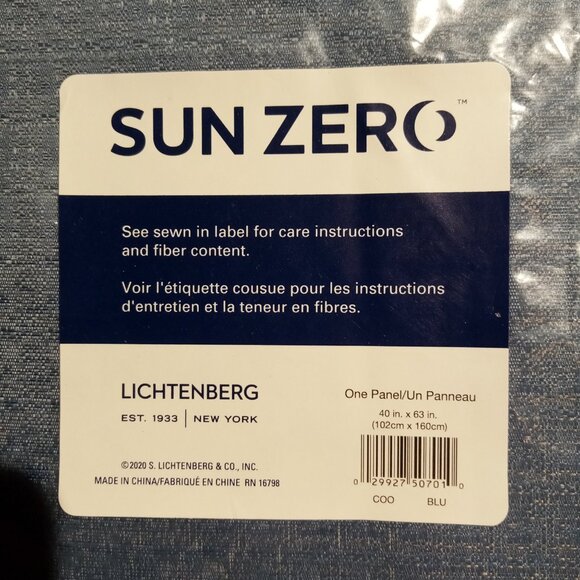 SUN ZERO™
See sewn in label for care instructions
and fiber content.
Voir l'étiquette cousue pour les instructions
d'entretien et la teneur en fibres.
LICHTENBERG
EST. 1933 | NEW YORK
©2020 S. LICHTENBERG & CO., INC.
MADE IN CHINA/FABRIQUÉ EN CHINE RN 16798
One Panel/Un Panneau
40 in. x 63 in.
(102cm x 160cm)
0 29927 50701 0
COO BLU